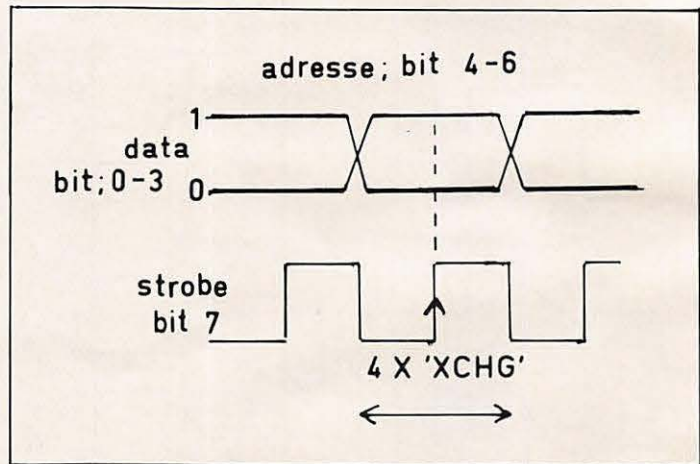 adresse; bit 4-6
1
data
bit; 0-3 0
strobe
bit 7
4 X 'XCHG'